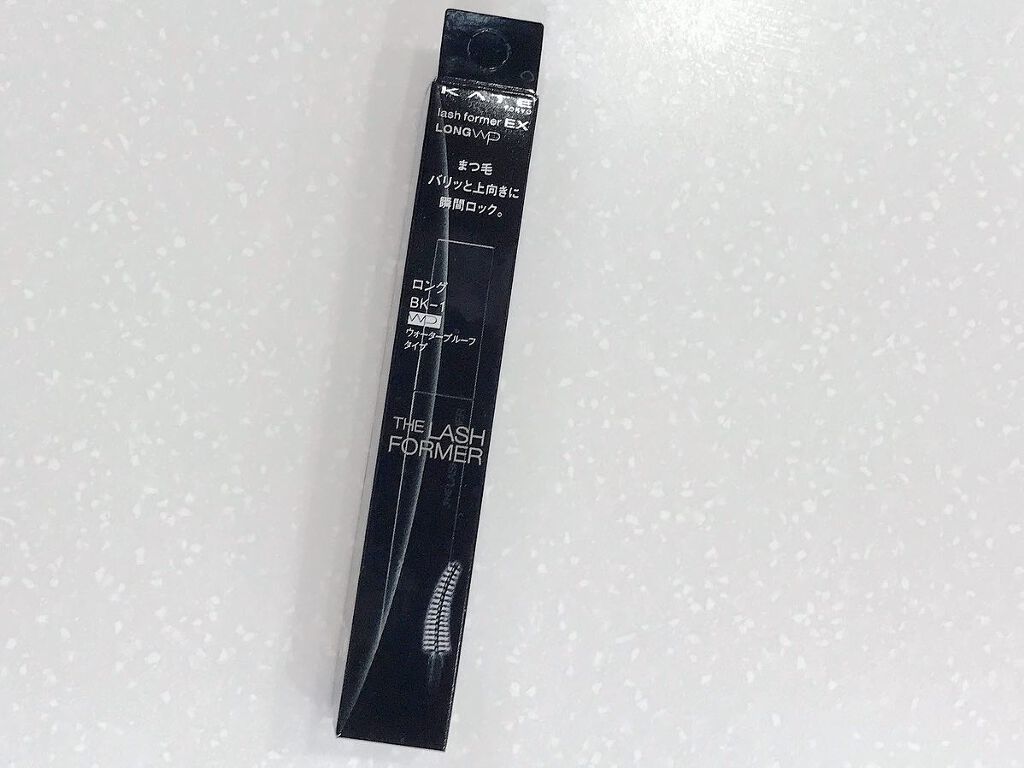 KATE
TOKYO
lash former EX
LONG WP
まつ毛
バリッと上向きに
瞬間ロック。
ロング
BK-1
WP
ウォータープルーフ
タイプ
THE LASH
FORMER